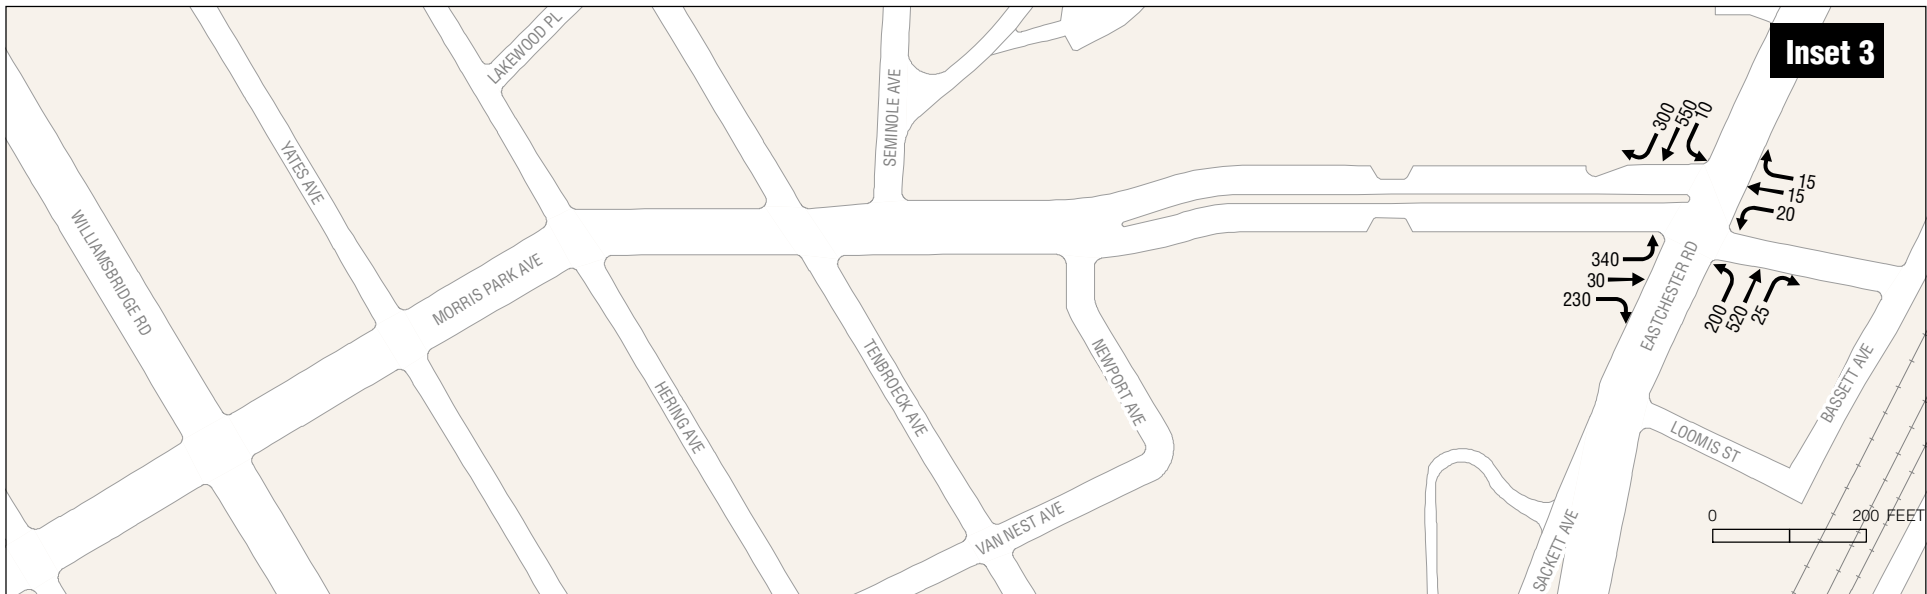 LAKEWOOD PL
Inset 3
SEMINOLE AVE
300
550
10
YATES AVE
15
15
20
WILLIAMSBRIDGE RD
MORRIS PARK AVE
340
30
230
EASTCHESTER RD
200
520
25
TENBROECK AVE
NEWPORT AVE
HERING AVE
BASSETT AVE
LOOMIS ST
VAN NEST AVE
SACKETT AVE
0 200 FEET